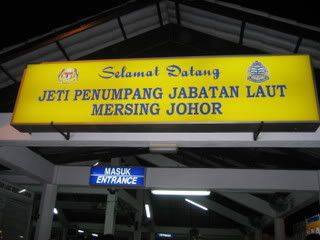 Selamat Datang
JETI PENUMPANG JABATAN LAUT
MERSING JOHOR
MASUK
ENTRANCE